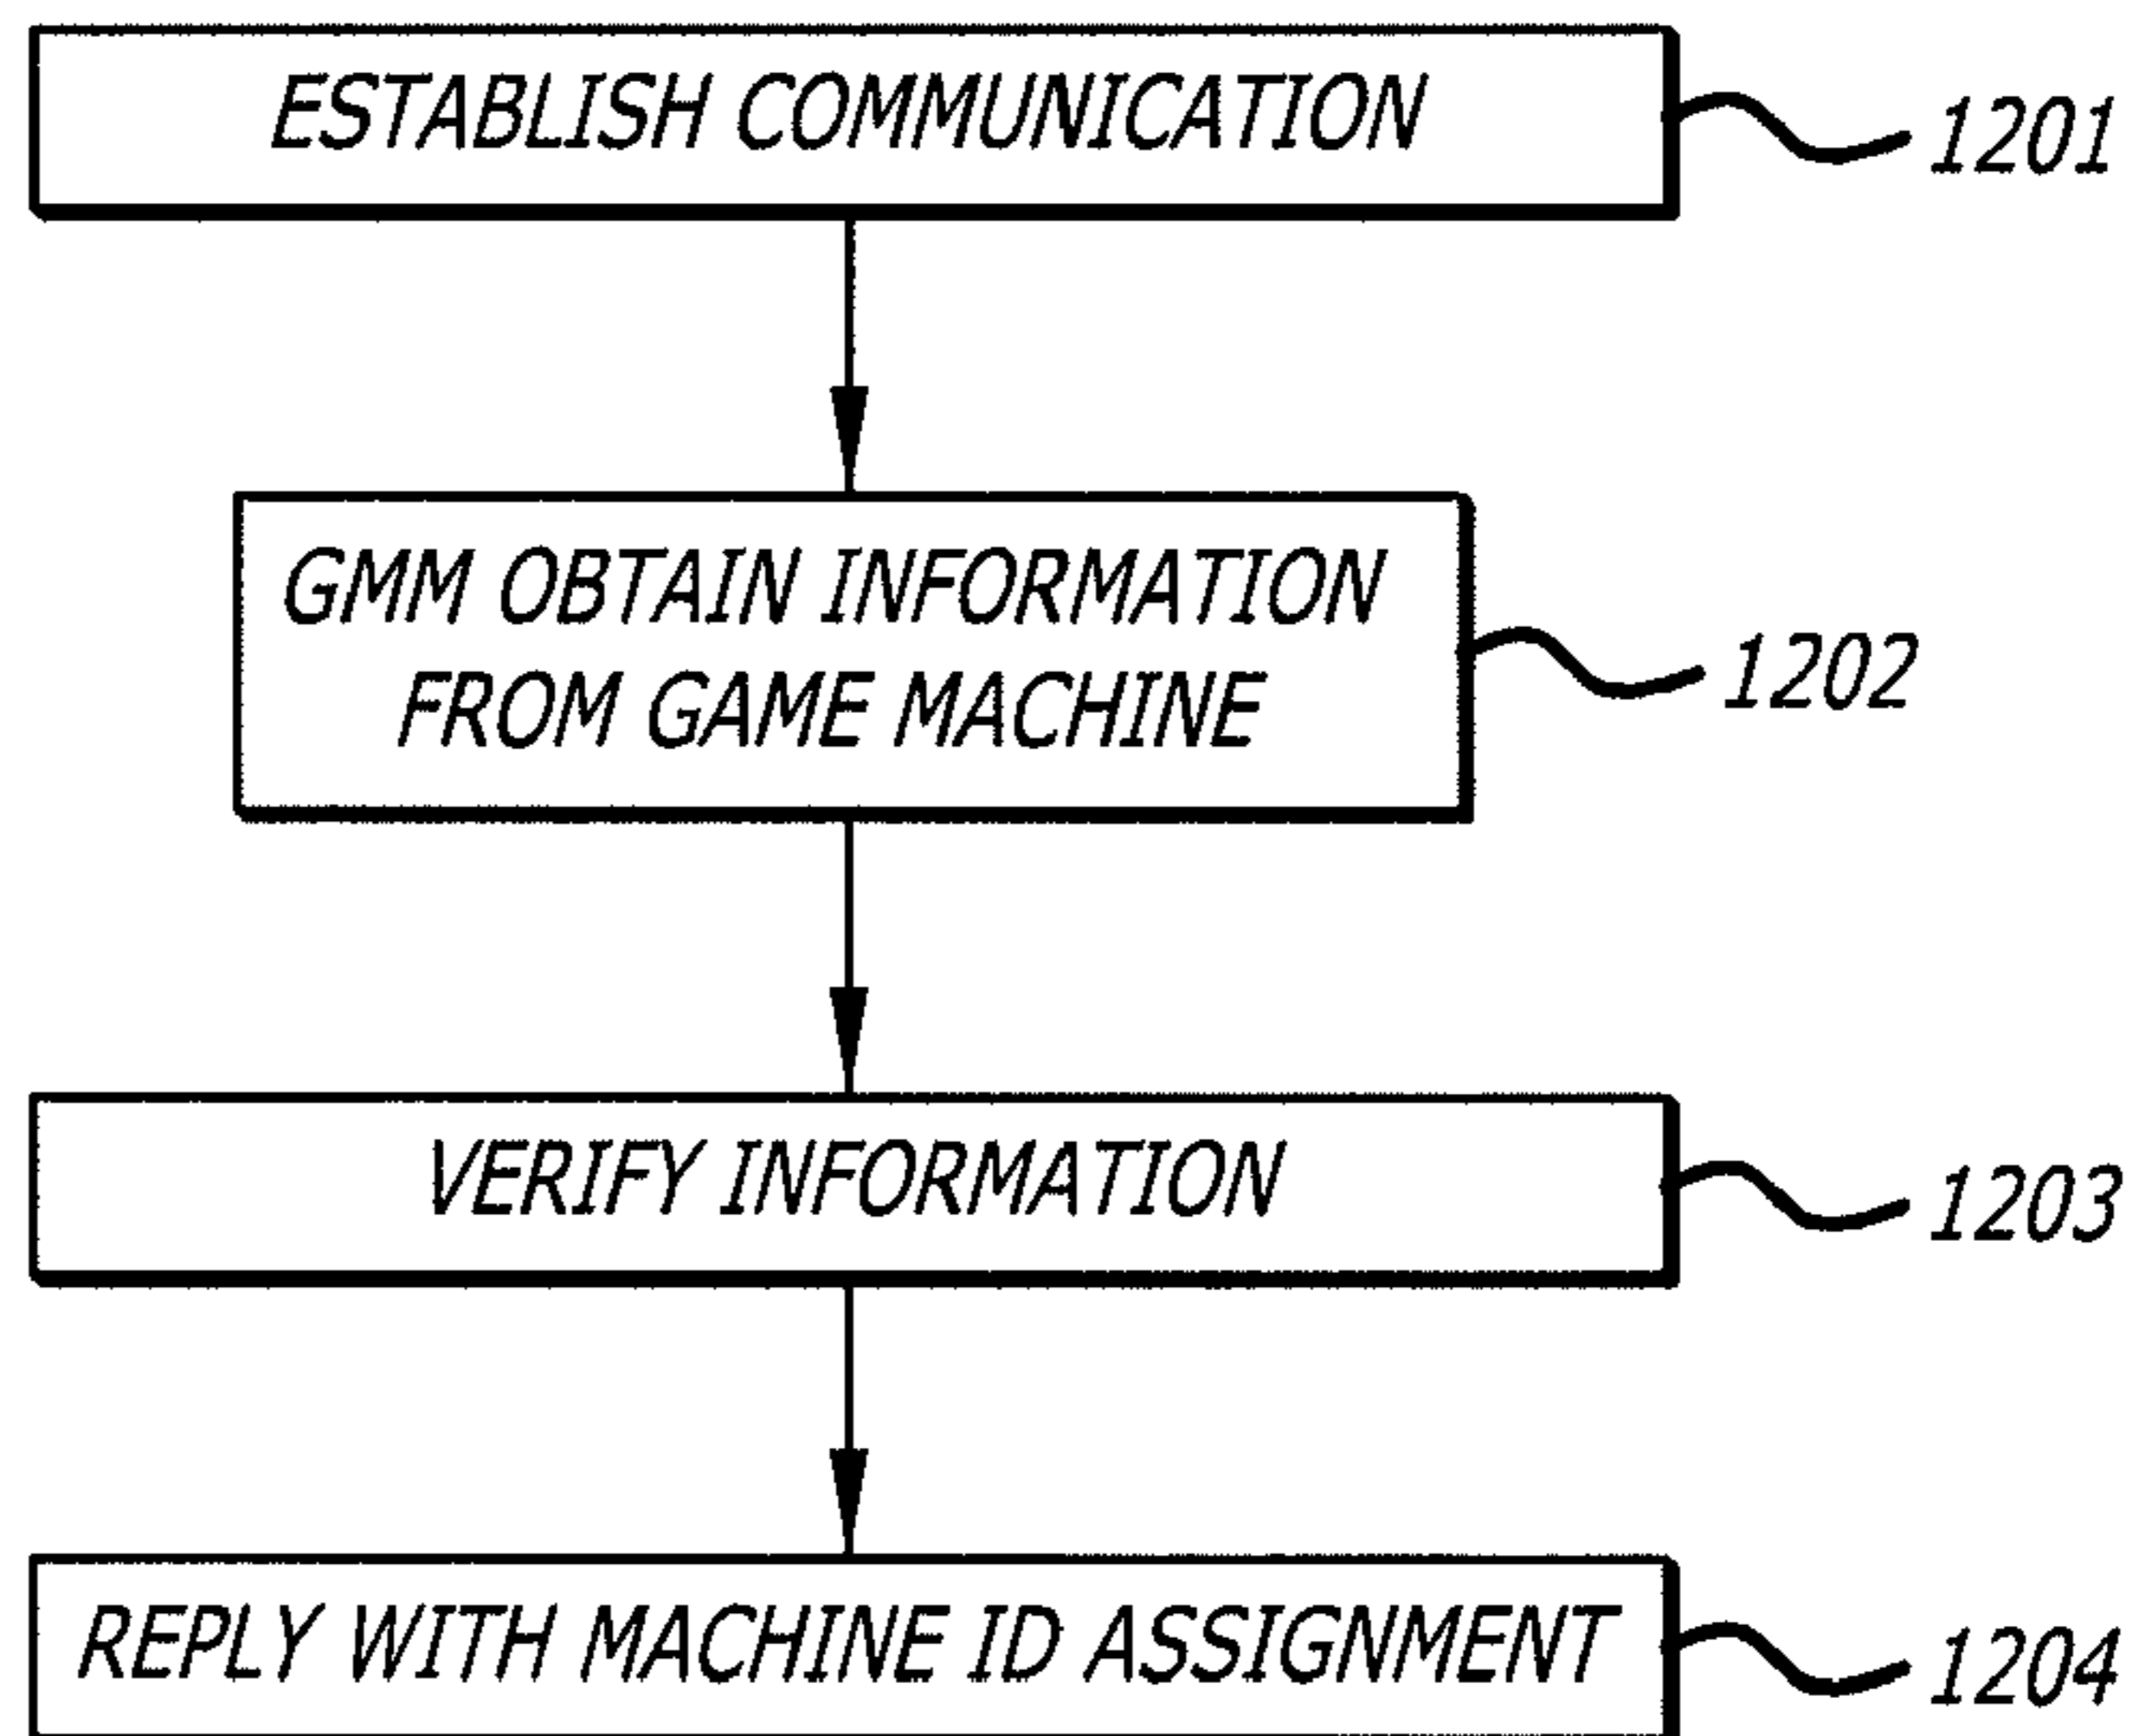 ESTABLISH COMMUNICATION
1201
GMM OBTAIN INFORMATION
FROM GAME MACHINE
1202
VERIFY INFORMATION
1203
REPLY WITH MACHINE ID ASSIGNMENT
1204